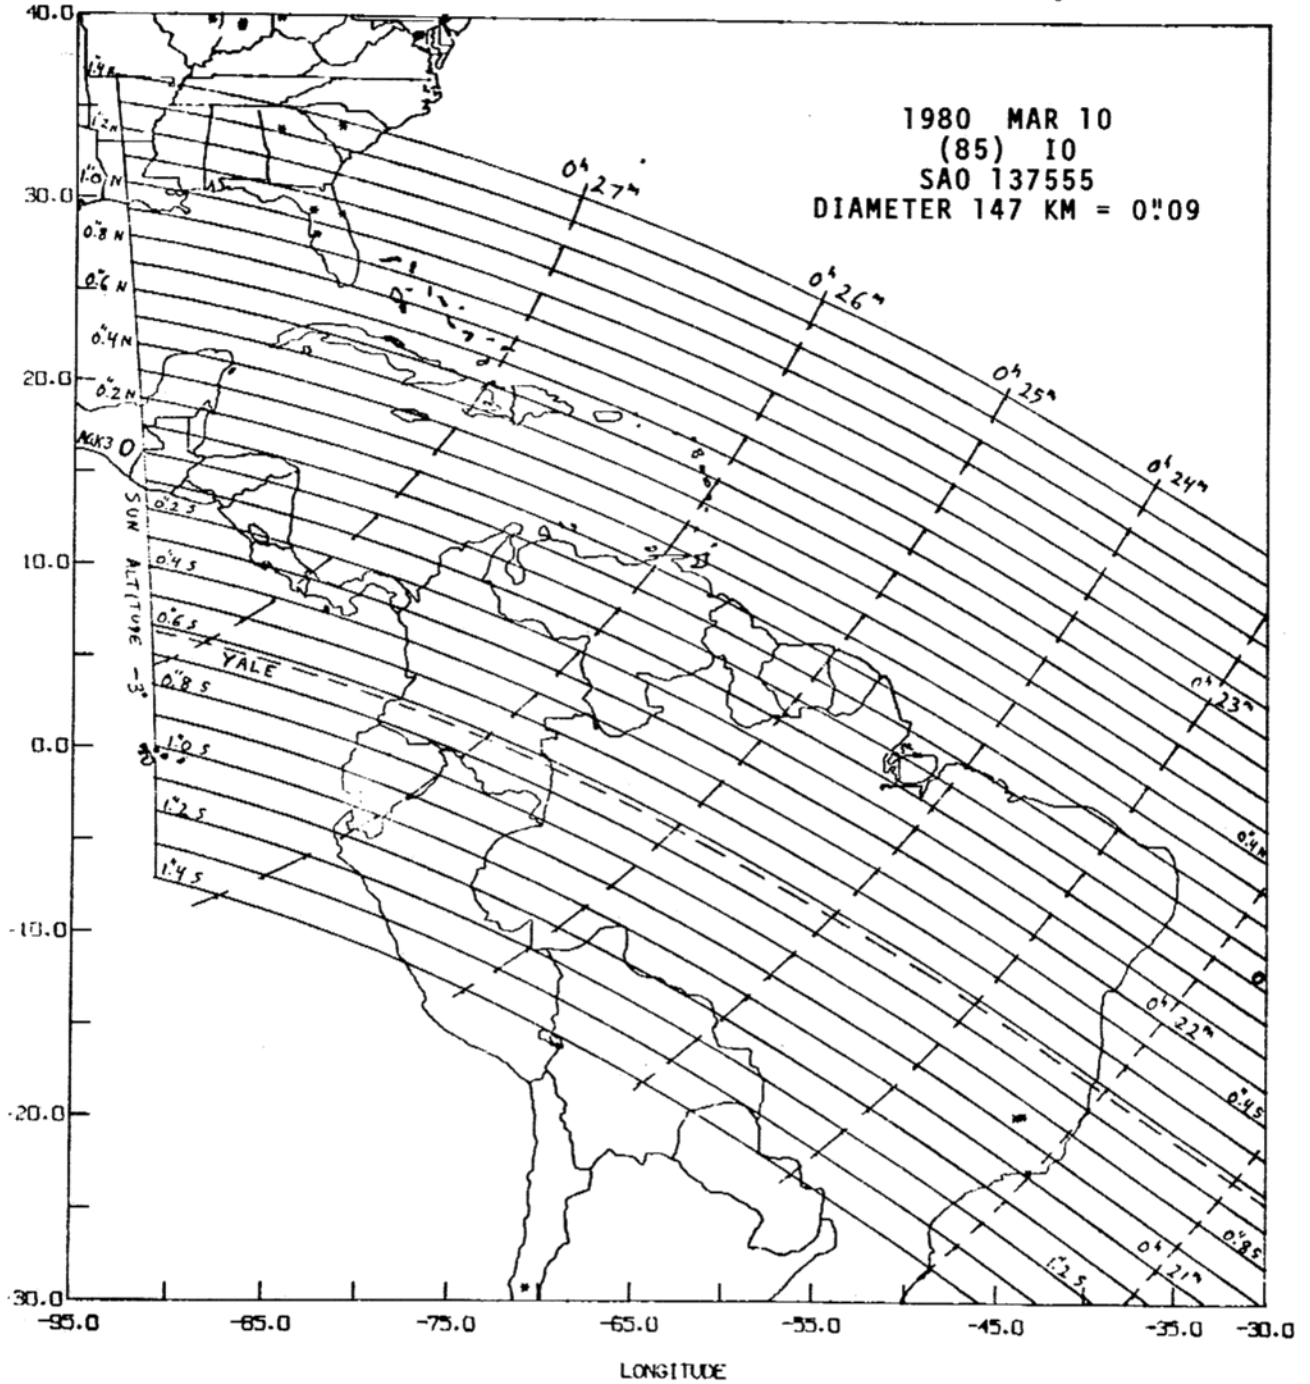 40.0
30.0
20.0
10.0
0.0
-10.0
-20.0
-30.0
1980 MAR 10
(85) IO
SAO 137555
DIAMETER 147 KM = 0".09
0ʰ 27ᵐ
0ʰ 26ᵐ
0ʰ 25ᵐ
0ʰ 24ᵐ
0ʰ 23ᵐ
0ʰ 22ᵐ
0ʰ 21ᵐ
1".4 N
1".2 N
1".0 N
0".8 N
0".6 N
0".4 N
0".2 N
AGK3 0
0".2 S
0".4 S
0".6 S
YALE
0".8 S
1".0 S
1".2 S
1".4 S
SUN ALTITUDE -3°
0".4 N
0
0".4 S
0".8 S
1".2 S
-95.0
-85.0
-75.0
-65.0
-55.0
-45.0
-35.0
-30.0
LONGITUDE